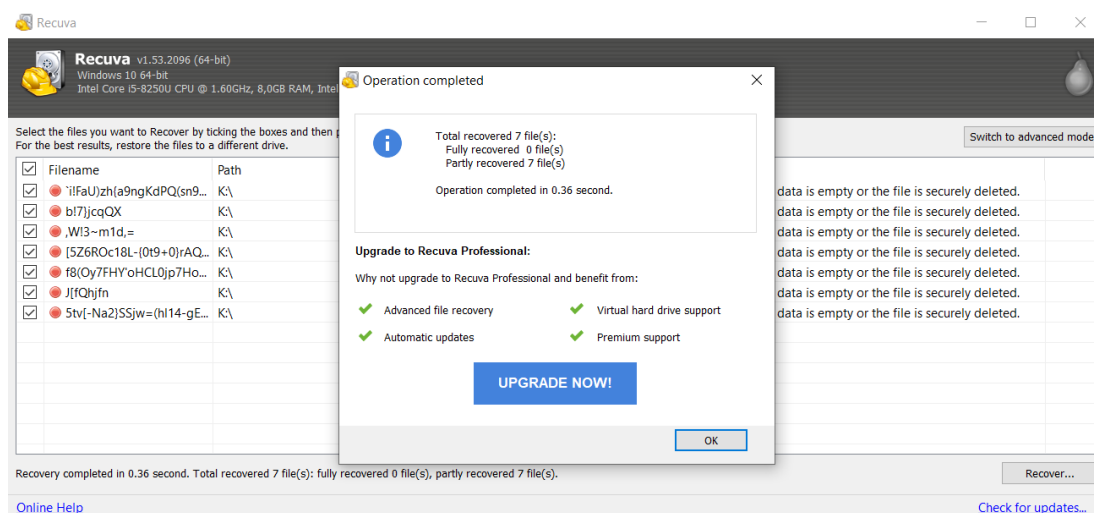 Recuva
Recuva v1.53.2096 (64-bit)
Windows 10 64-bit
Intel Core i5-8250U CPU @ 1.60GHz, 8,0GB RAM, Intel
Operation completed
Select the files you want to Recover by ticking the boxes and then
For the best results, restore the files to a different drive.
Switch to advanced mode
Total recovered 7 file(s):
Fully recovered 0 file(s)
Partly recovered 7 file(s)
Operation completed in 0.36 second.
Filename Path
`i!FaU)zh{a9ngKdPQ(sn9... K:\ data is empty or the file is securely deleted.
b!7}jcqQX K:\ data is empty or the file is securely deleted.
,W!3~m1d,= K:\ data is empty or the file is securely deleted.
[5Z6ROc18L-{0t9+0}rAQ... K:\ data is empty or the file is securely deleted.
f8(Oy7FHY'oHCL0jp7Ho... K:\ data is empty or the file is securely deleted.
J[fQhjfn K:\ data is empty or the file is securely deleted.
5tv[-Na2}SSjw=(hI14-gE... K:\ data is empty or the file is securely deleted.
Upgrade to Recuva Professional:
Why not upgrade to Recuva Professional and benefit from:
Advanced file recovery Virtual hard drive support
Automatic updates Premium support
UPGRADE NOW!
OK
Recovery completed in 0.36 second. Total recovered 7 file(s): fully recovered 0 file(s), partly recovered 7 file(s).
Recover...
Online Help Check for updates...